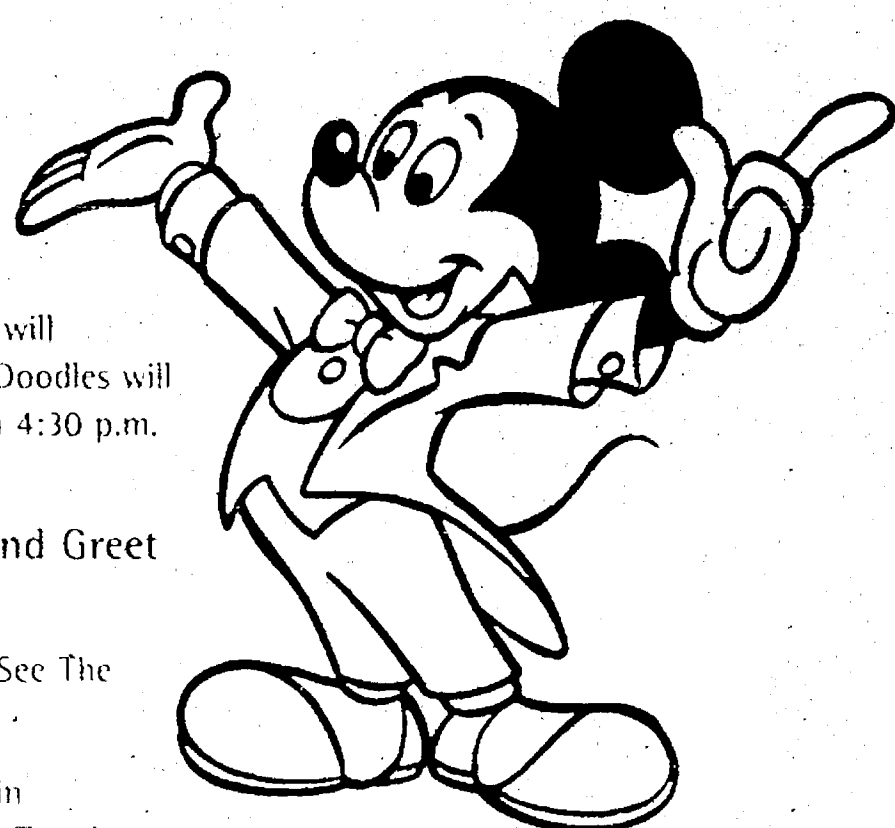 will
Doodles will
4:30 p.m.
nd Greet
See The
in